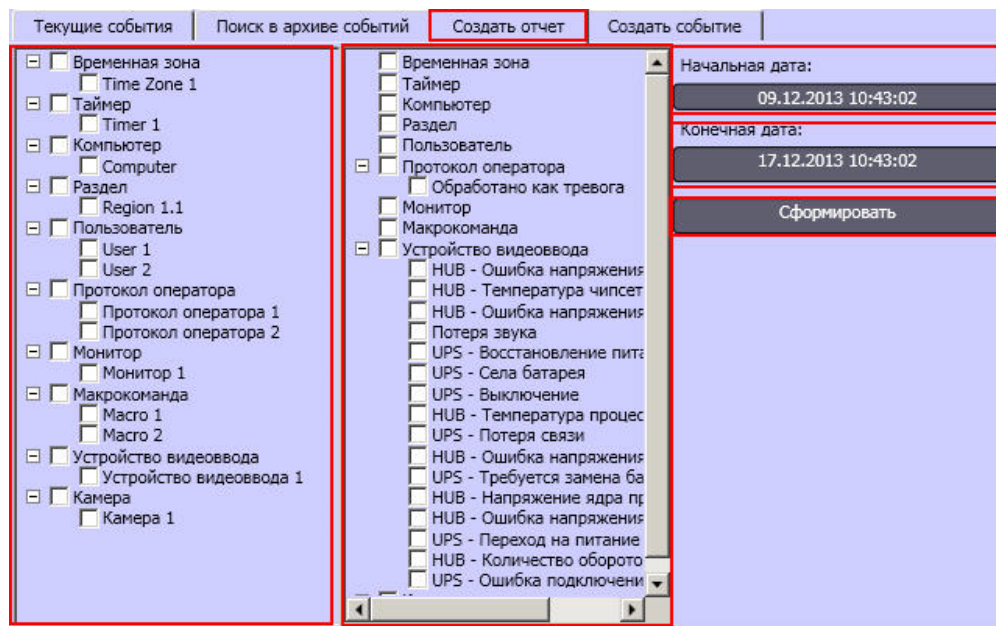 Текущие события Поиск в архиве событий Создать отчет Создать событие
Временная зона
Time Zone 1
Таймер
Timer 1
Компьютер
Computer
Раздел
Region 1.1
Пользователь
User 1
User 2
Протокол оператора
Протокол оператора 1
Протокол оператора 2
Монитор
Монитор 1
Макрокоманда
Macro 1
Macro 2
Устройство видеоввода
Устройство видеоввода 1
Камера
Камера 1
Временная зона
Таймер
Компьютер
Раздел
Пользователь
Протокол оператора
Обработано как тревога
Монитор
Макрокоманда
Устройство видеоввода
HUB - Ошибка напряжения
HUB - Температура чипсет
HUB - Ошибка напряжения
Потеря звука
UPS - Восстановление пита
UPS - Села батарея
UPS - Выключение
HUB - Температура процес
UPS - Потеря связи
HUB - Ошибка напряжения
UPS - Требуется замена ба
HUB - Напряжение ядра пр
HUB - Ошибка напряжения
UPS - Переход на питание
HUB - Количество оборото
UPS - Ошибка подключени
Начальная дата:
09.12.2013 10:43:02
Конечная дата:
17.12.2013 10:43:02
Сформировать